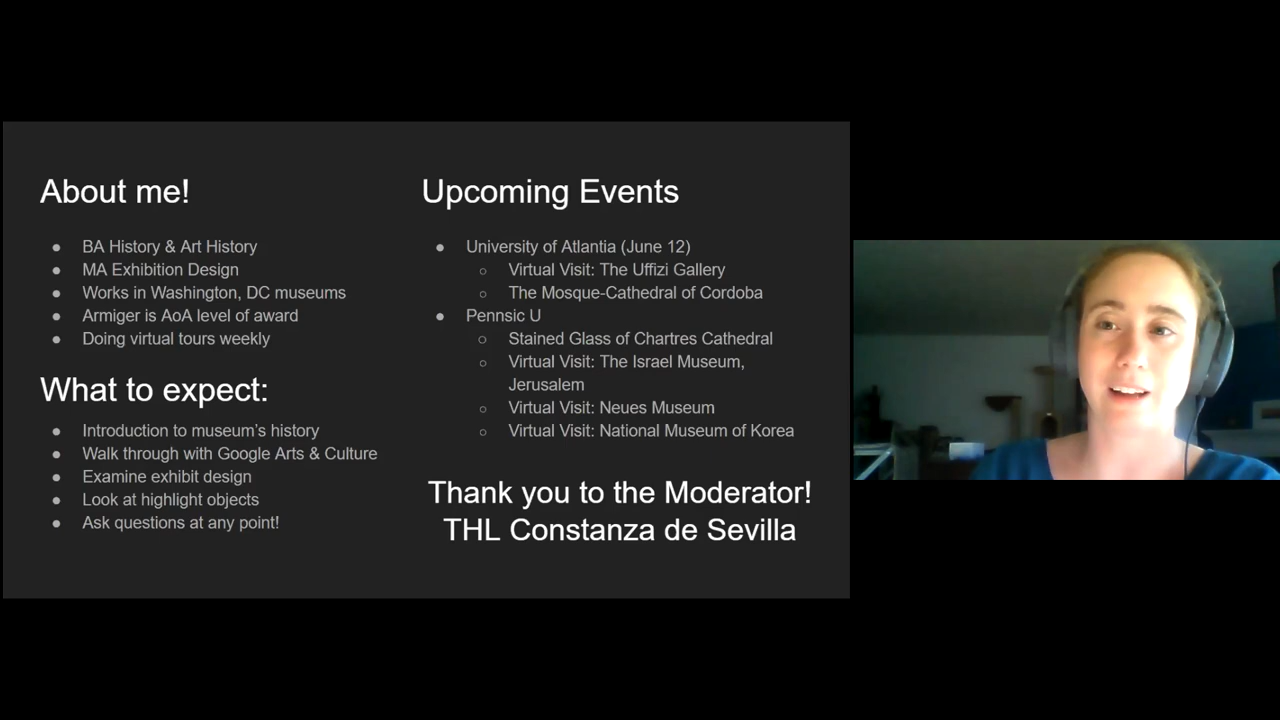 About me!
BA History & Art History
MA Exhibition Design
Works in Washington, DC museums
Armiger is AoA level of award
Doing virtual tours weekly
What to expect:
Introduction to museum's history
Walk through with Google Arts & Culture
Examine exhibit design
Look at highlight objects
Ask questions at any point!
Upcoming Events
University of Atlantia (June 12)
Virtual Visit: The Uffizi Gallery
The Mosque-Cathedral of Cordoba
Pennsic U
Stained Glass of Chartres Cathedral
Virtual Visit: The Israel Museum,
Jerusalem
Virtual Visit: Neues Museum
Virtual Visit: National Museum of Korea
Thank you to the Moderator!
THL Constanza de Sevilla